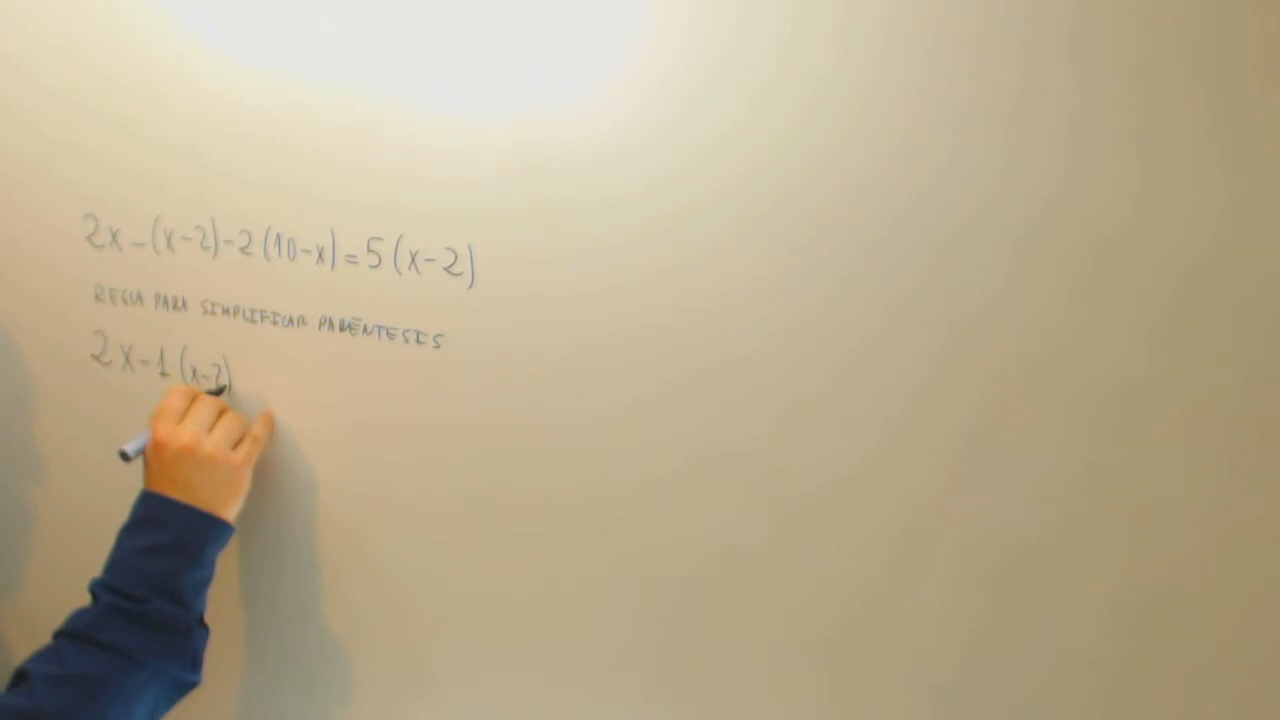 2x-(x-2)-2(10-x)=5(x-2)
REGLA PARA SIMPLIFICAR PARÉNTESIS
2x-1(x-2)